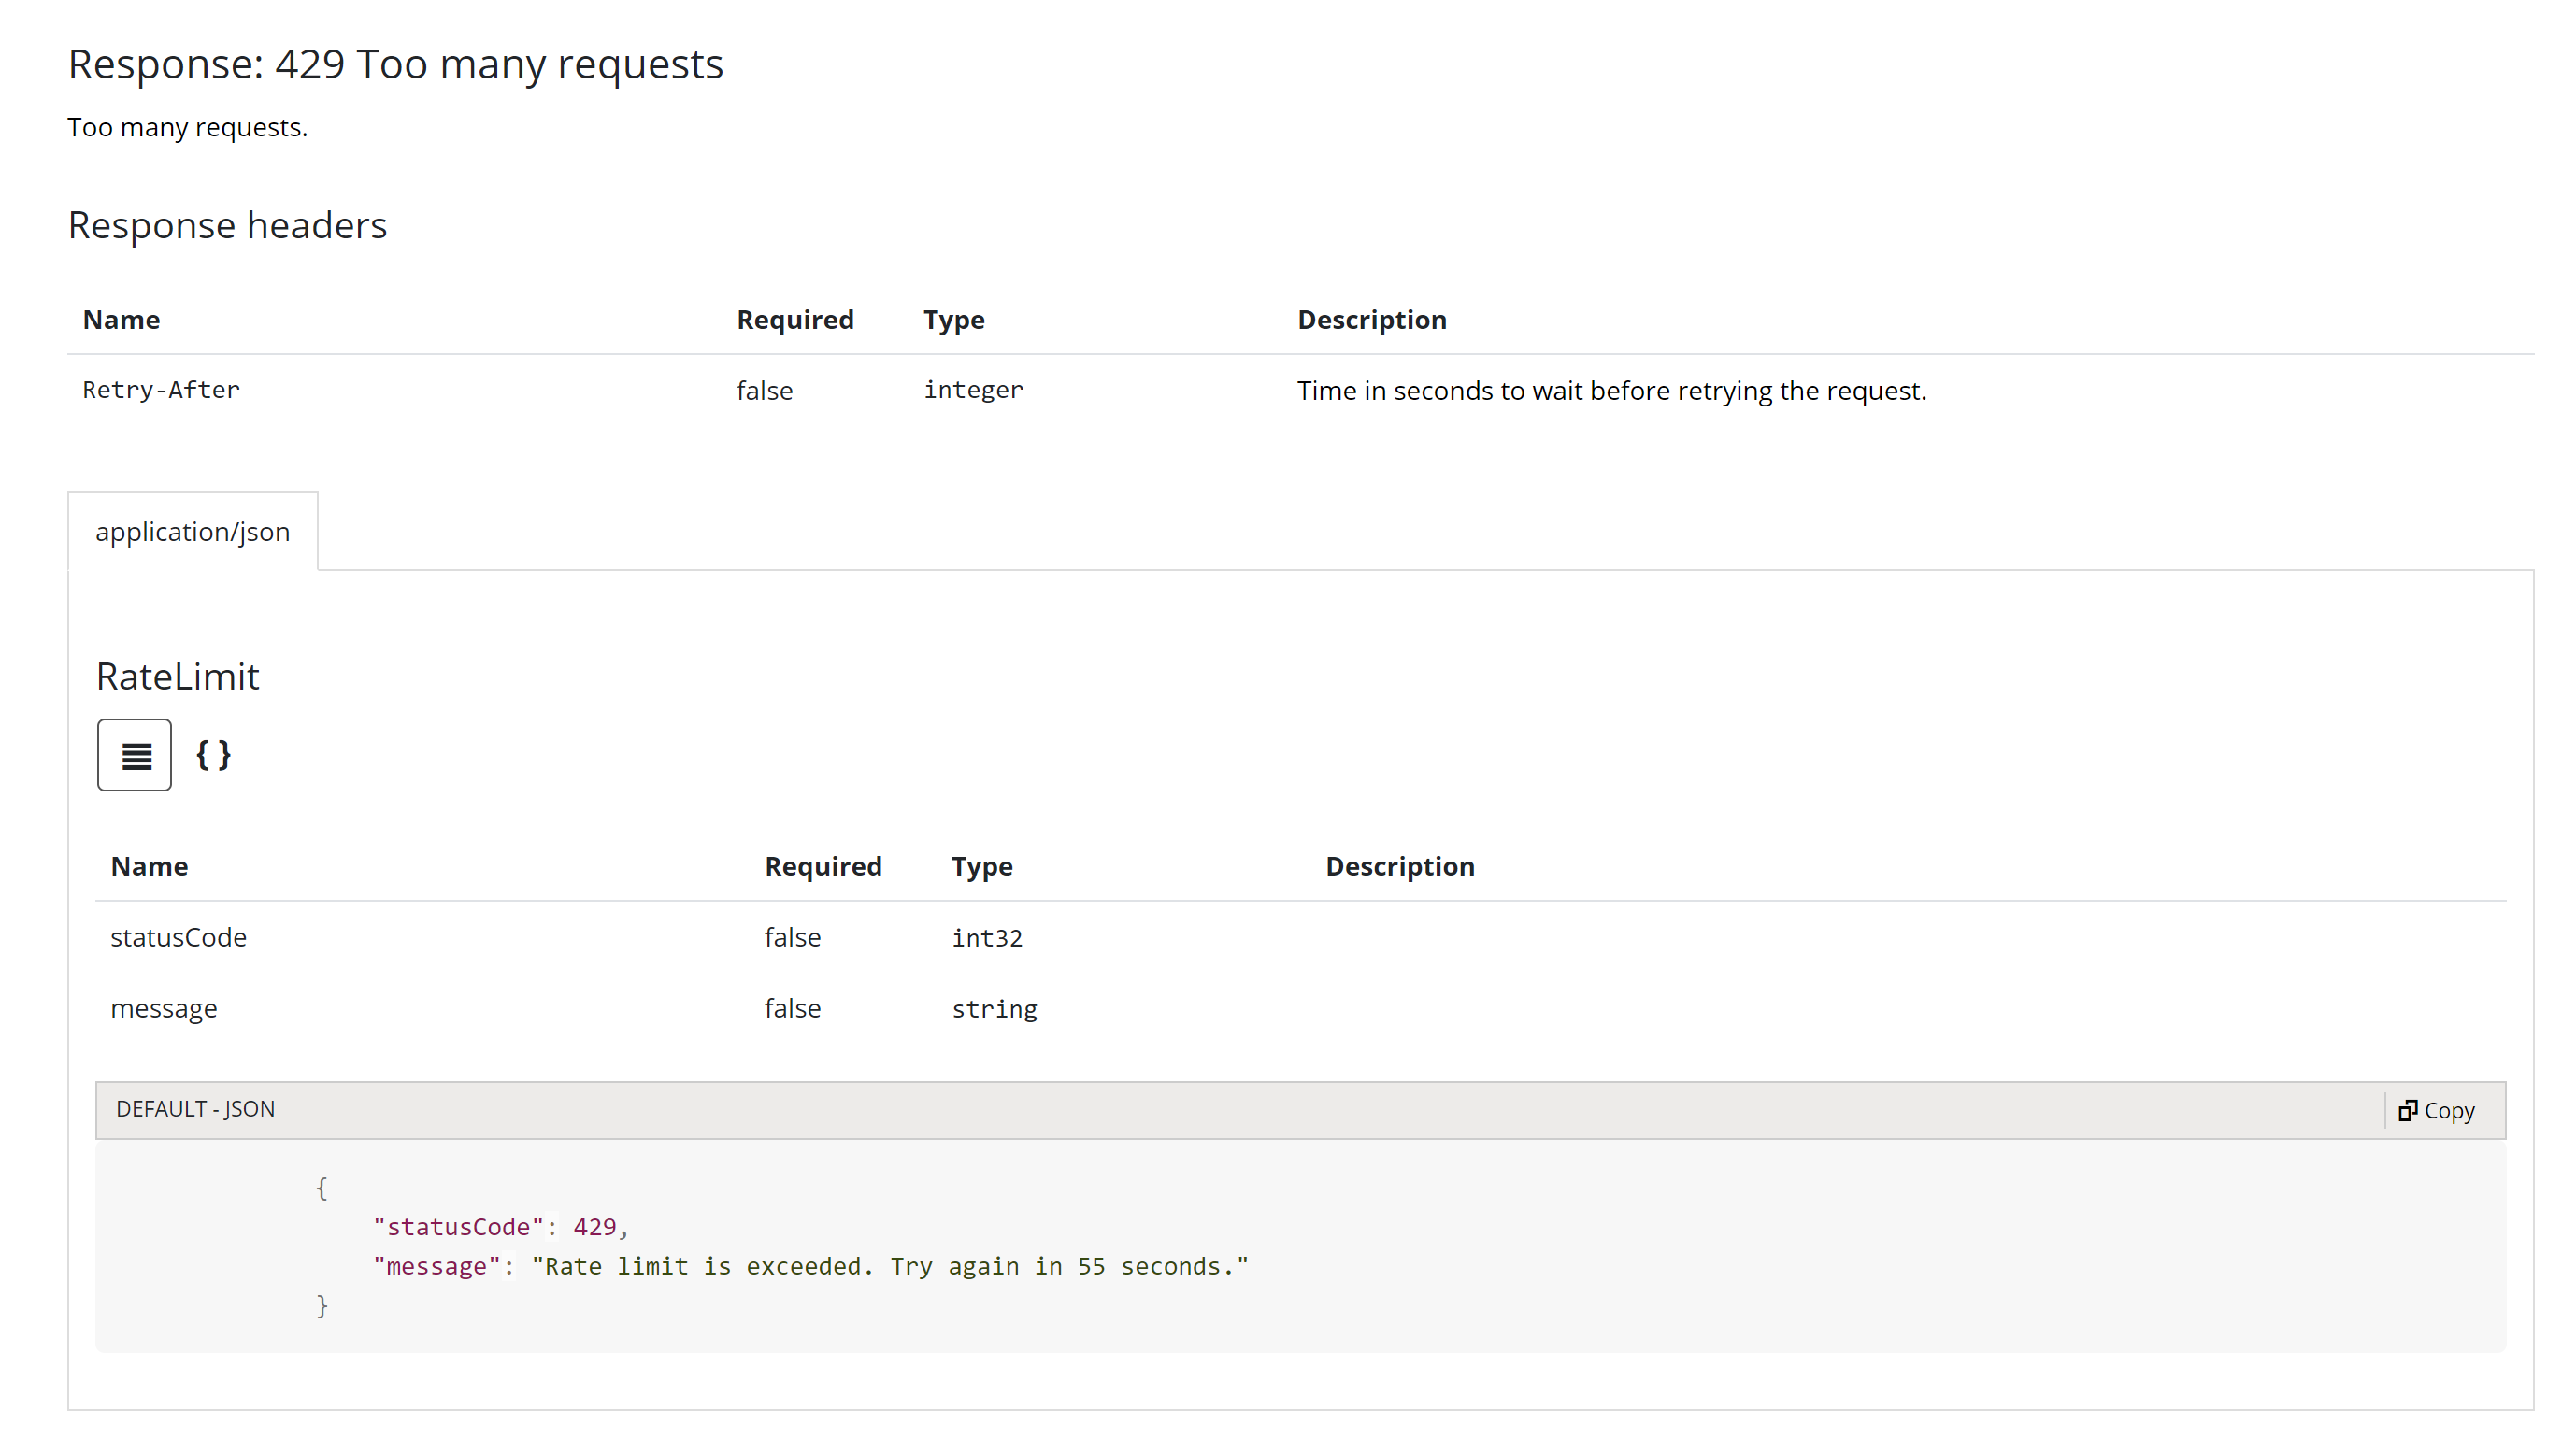 Response: 429 Too many requests
Too many requests.
Response headers
Name Required Type Description
Retry-After false integer Time in seconds to wait before retrying the request.
application/json
RateLimit
{ }
Name Required Type Description
statusCode false int32
message false string
DEFAULT - JSON Copy
{
"statusCode": 429,
"message": "Rate limit is exceeded. Try again in 55 seconds."
}